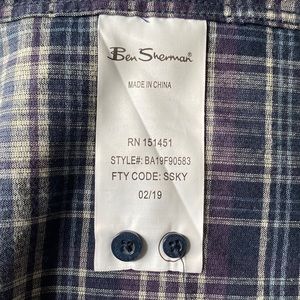 Ben Sherman
MADE IN CHINA
RN 151451
STYLE#: BA19F90583
FTY CODE: SSKY
02/19